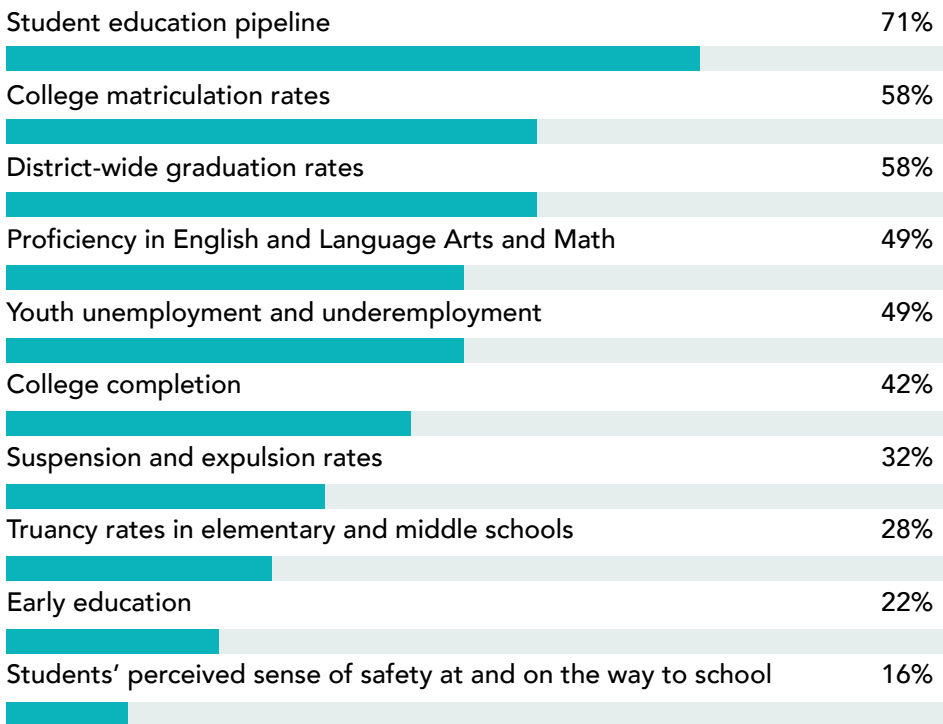 Student education pipeline 71%
College matriculation rates 58%
District-wide graduation rates 58%
Proficiency in English and Language Arts and Math 49%
Youth unemployment and underemployment 49%
College completion 42%
Suspension and expulsion rates 32%
Truancy rates in elementary and middle schools 28%
Early education 22%
Students’ perceived sense of safety at and on the way to school 16%